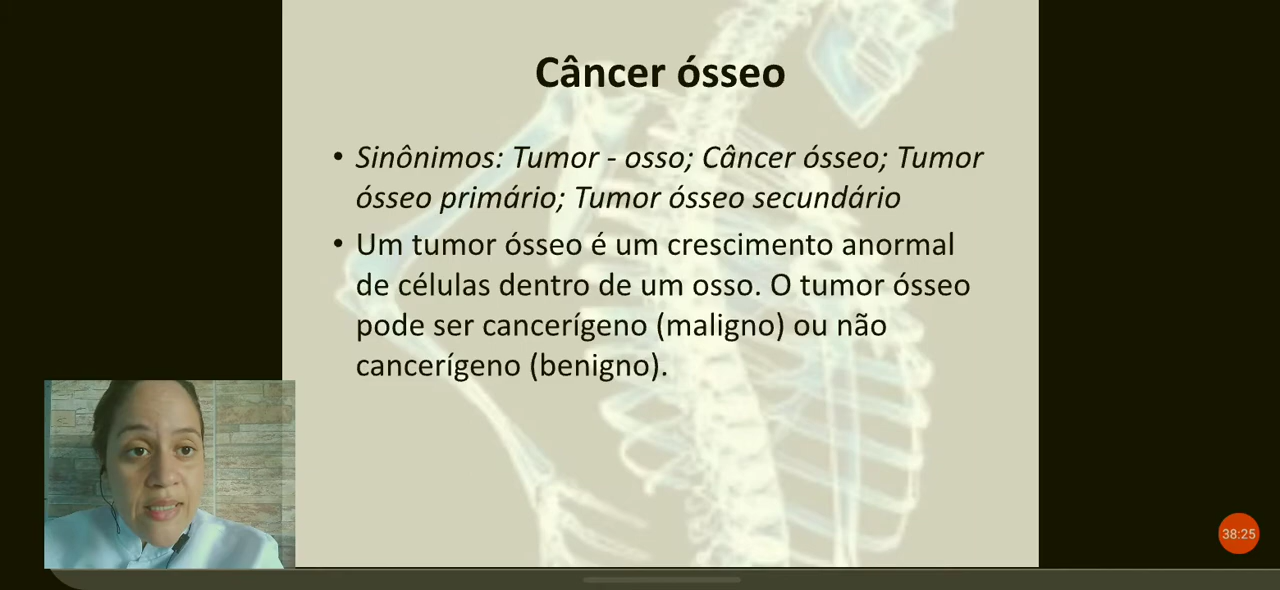 Câncer ósseo
• Sinônimos: Tumor - osso; Câncer ósseo; Tumor
ósseo primário; Tumor ósseo secundário
• Um tumor ósseo é um crescimento anormal
de células dentro de um osso. O tumor ósseo
pode ser cancerígeno (maligno) ou não
cancerígeno (benigno).
38:25